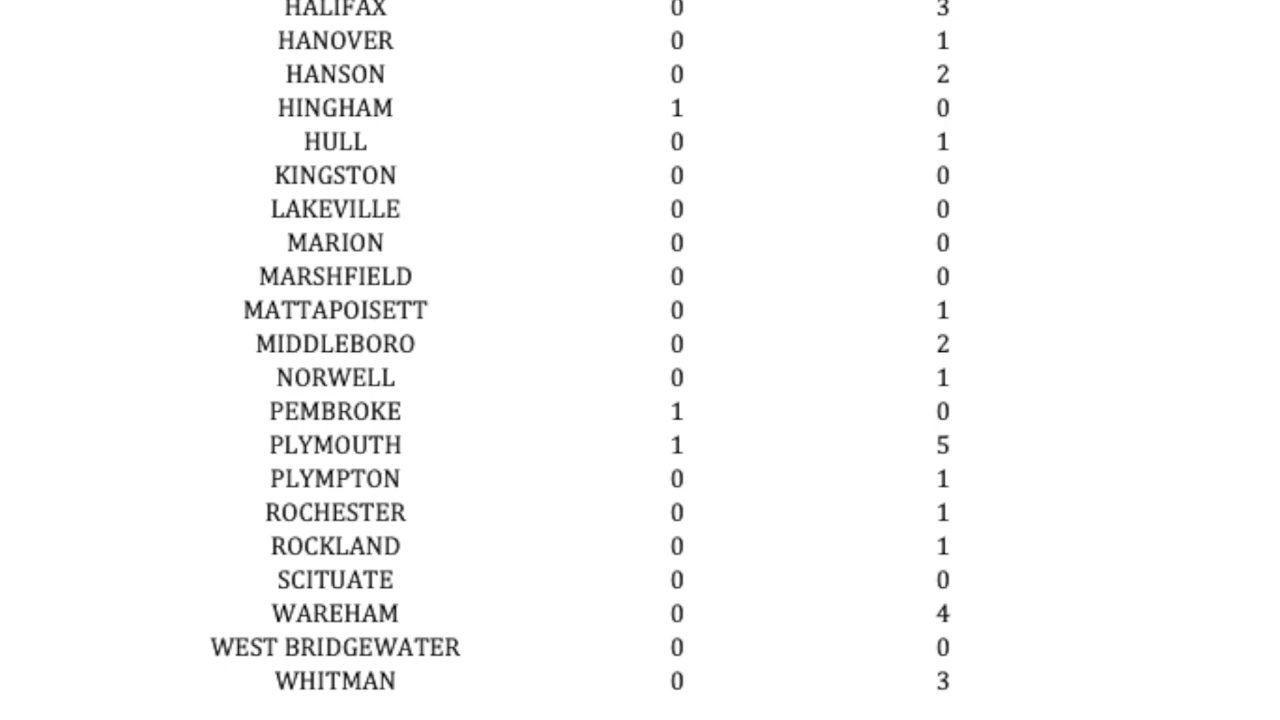 HALIFAX 0 3
HANOVER 0 1
HANSON 0 2
HINGHAM 1 0
HULL 0 1
KINGSTON 0 0
LAKEVILLE 0 0
MARION 0 0
MARSHFIELD 0 0
MATTAPOISETT 0 1
MIDDLEBORO 0 2
NORWELL 0 1
PEMBROKE 1 0
PLYMOUTH 1 5
PLYMPTON 0 1
ROCHESTER 0 1
ROCKLAND 0 1
SCITUATE 0 0
WAREHAM 0 4
WEST BRIDGEWATER 0 0
WHITMAN 0 3